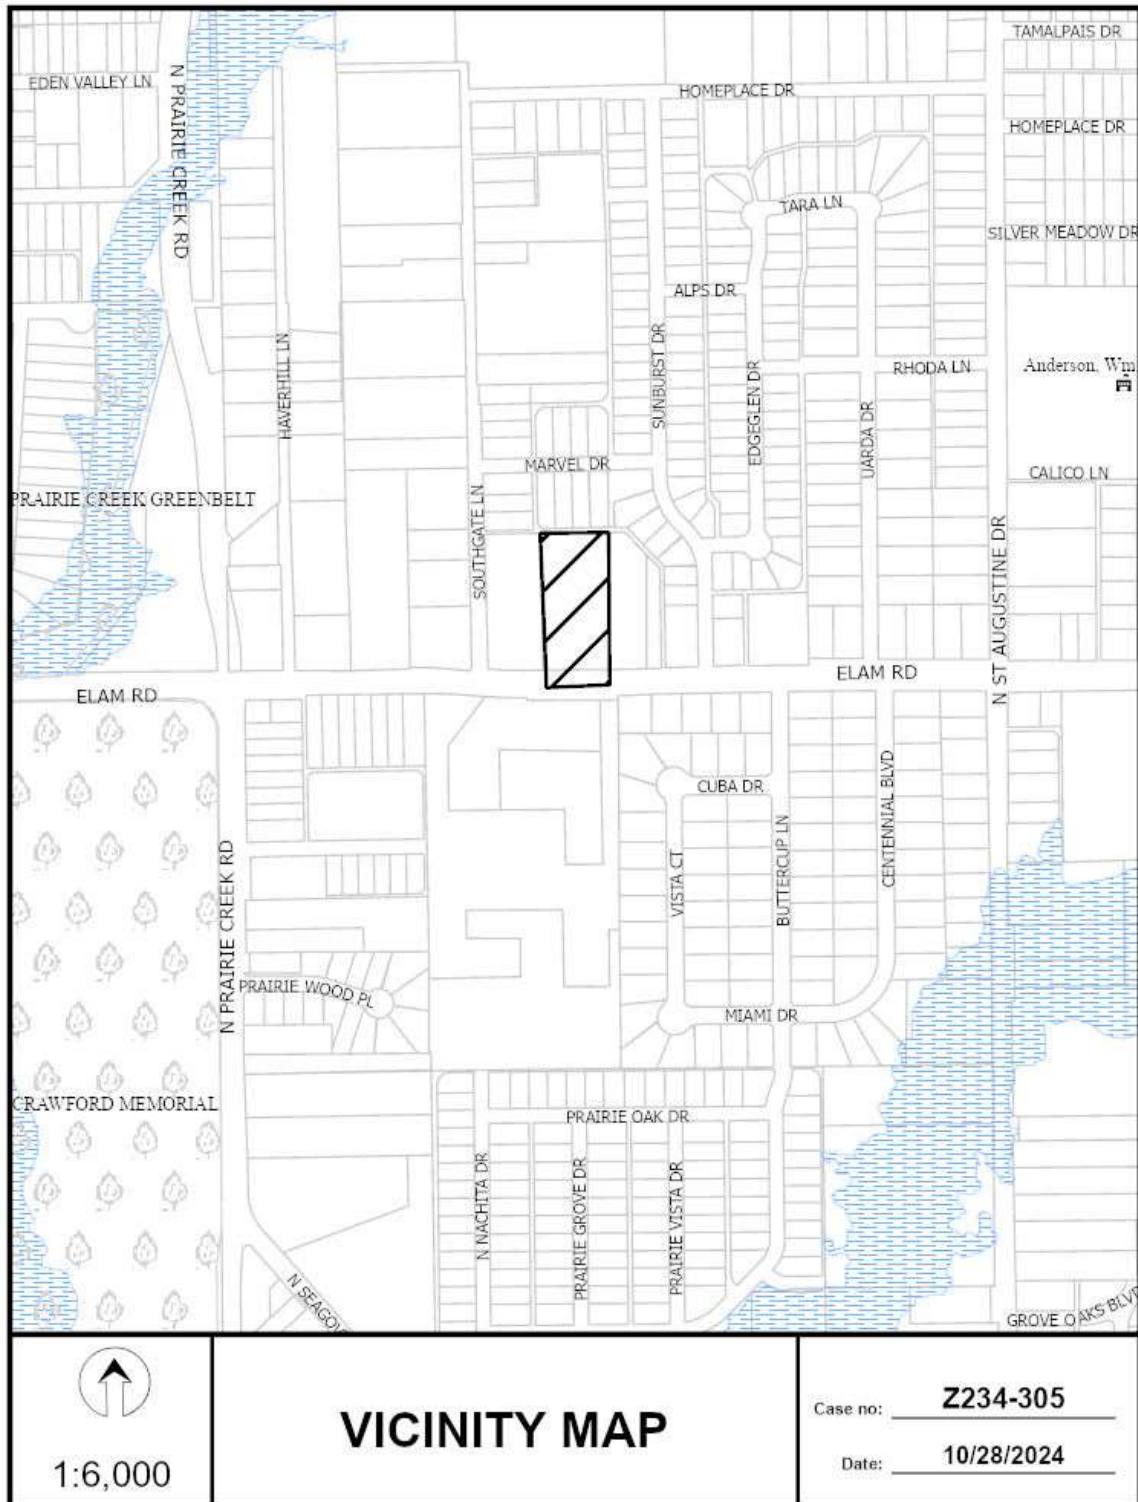 TAMALPAIS DR
EDEN VALLEY LN
N PRAIRIE CREEK RD
HOMEPLACE DR
HOMEPLACE DR
TARA LN
SILVER MEADOW DR
ALPS DR
HAVERHILL LN
SUNBURST DR
EDGEGLEN DR
UARDA DR
RHODA LN
Anderson, Wm
MARVEL DR
CALICO LN
PRAIRIE CREEK GREENBELT
SOUTHGATE LN
N ST AUGUSTINE DR
ELAM RD
ELAM RD
N PRAIRIE CREEK RD
CUBA DR
VISTA CT
BUTTERCUP LN
CENTENNIAL BLVD
PRAIRIE WOOD PL
MIAMI DR
CRAWFORD MEMORIAL
PRAIRIE OAK DR
N NACHITA DR
PRAIRIE GROVE DR
PRAIRIE VISTA DR
N SEAGOV
GROVE OAKS BLVD
1:6,000
VICINITY MAP
Case no: Z234-305
Date: 10/28/2024